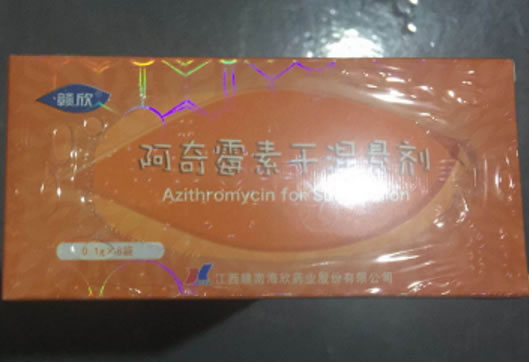 赣欣
阿奇霉素干混悬剂
Azithromycin for Suspension
0.1g×6袋
江西赣南海欣药业股份有限公司